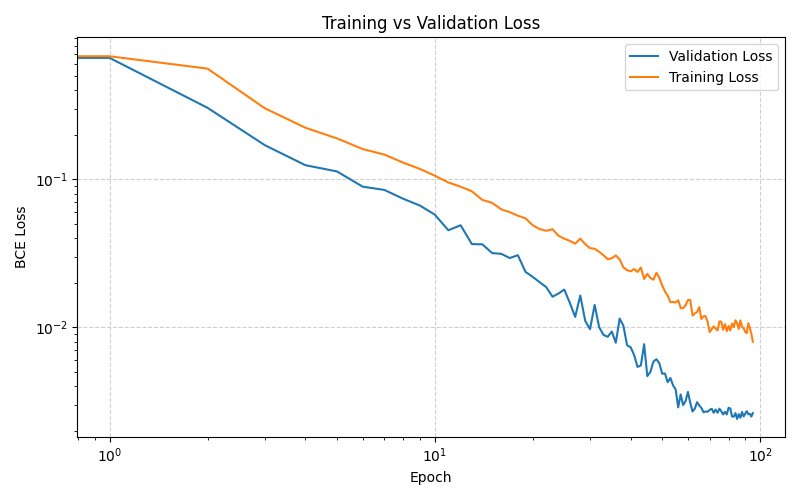 Training vs Validation Loss
Validation Loss
Training Loss
10⁻¹
10⁻²
BCE Loss
10⁰
10¹
10²
Epoch